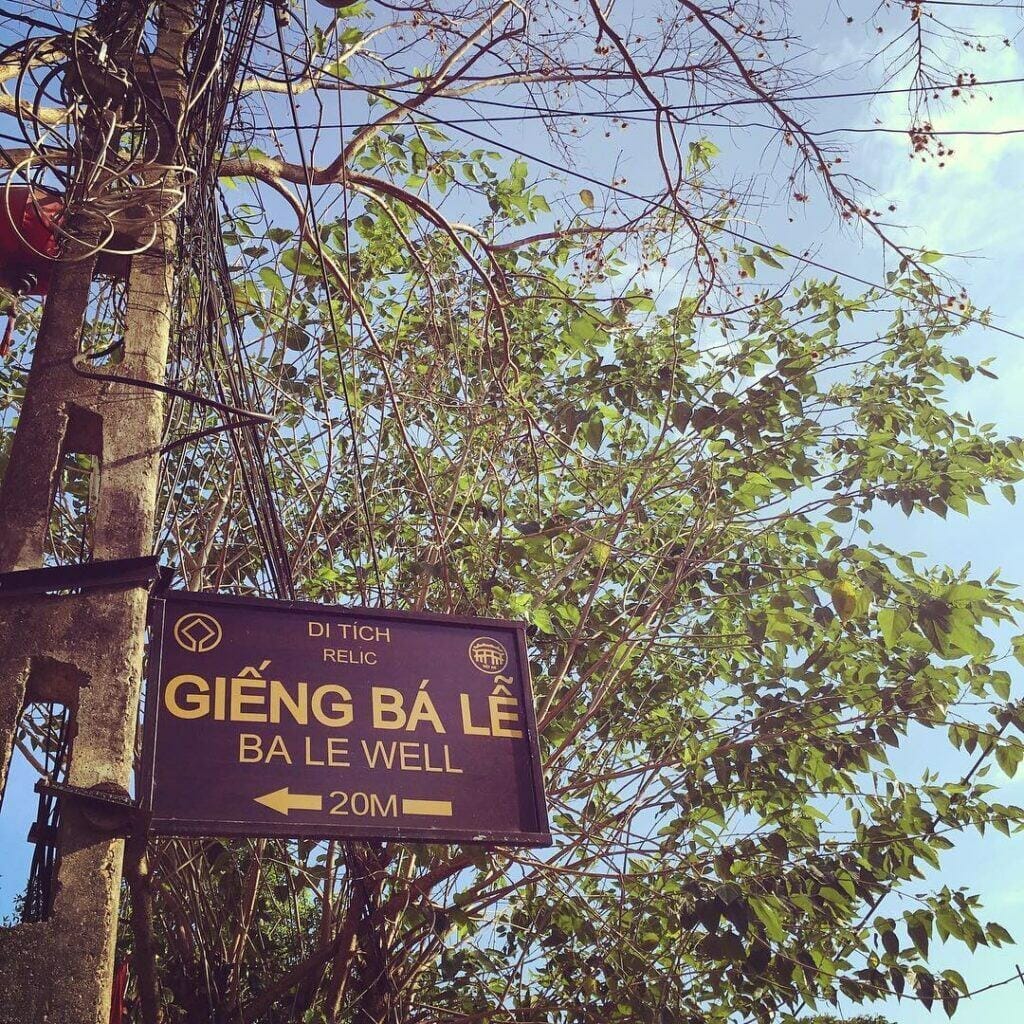 DI TÍCH
RELIC
GIẾNG BÁ LỄ
BA LE WELL
20M